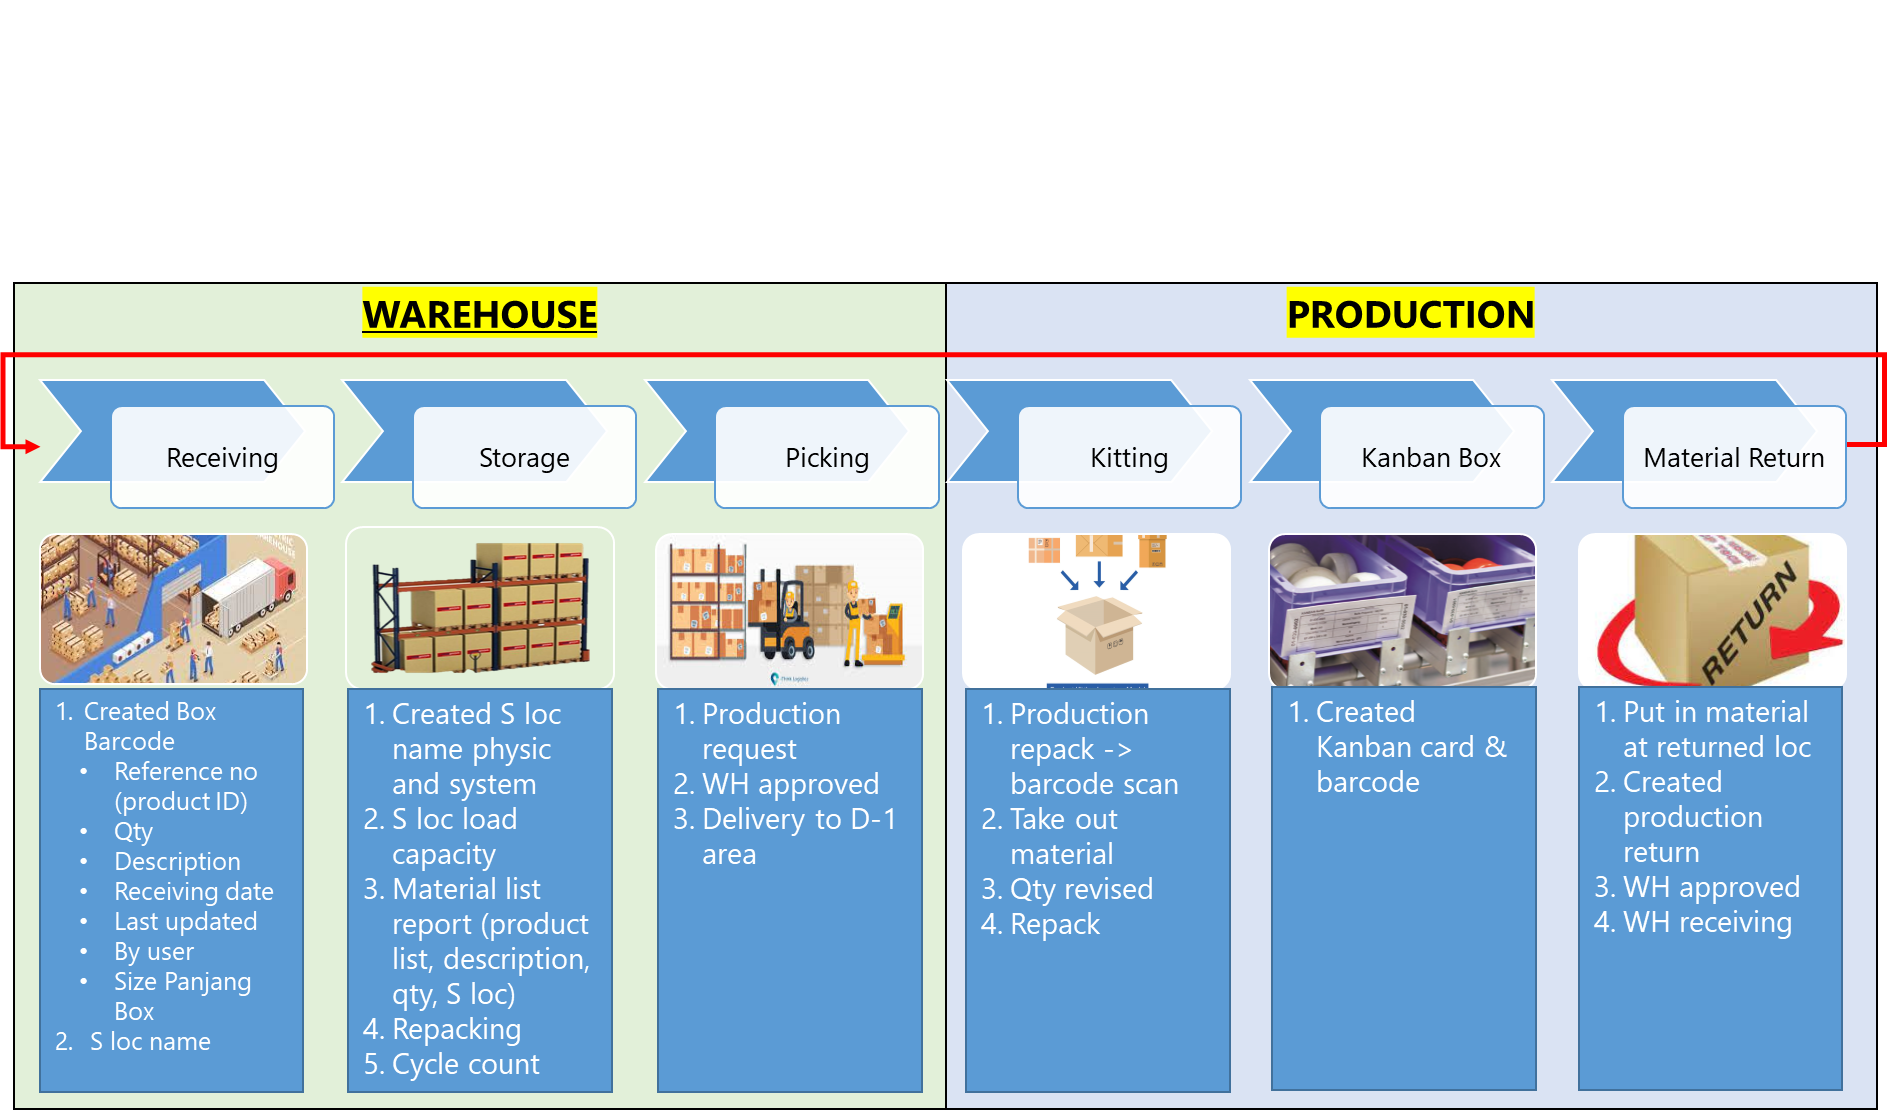 WAREHOUSE
PRODUCTION
Receiving
Storage
Picking
Kitting
Kanban Box
Material Return
RETURN
Think Logistics
1. Created Box
Barcode
• Reference no
(product ID)
• Qty
• Description
• Receiving date
• Last updated
• By user
• Size Panjang
Box
2. S loc name
1. Created S loc
name physic
and system
2. S loc load
capacity
3. Material list
report (product
list, description,
qty, S loc)
4. Repacking
5. Cycle count
1. Production
request
2. WH approved
3. Delivery to D-1
area
1. Production
repack ->
barcode scan
2. Take out
material
3. Qty revised
4. Repack
1. Created
Kanban card &
barcode
1. Put in material
at returned loc
2. Created
production
return
3. WH approved
4. WH receiving